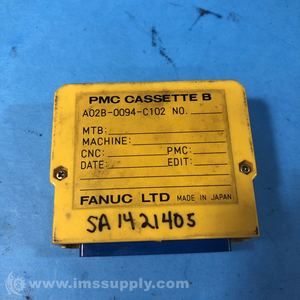 PMC CASSETTE B
A02B-0094-C102 NO.
MTB:
MACHINE:
CNC: PMC:
DATE: EDIT:
FANUC LTD MADE IN JAPAN
SA1421405
© www.imssupply.com